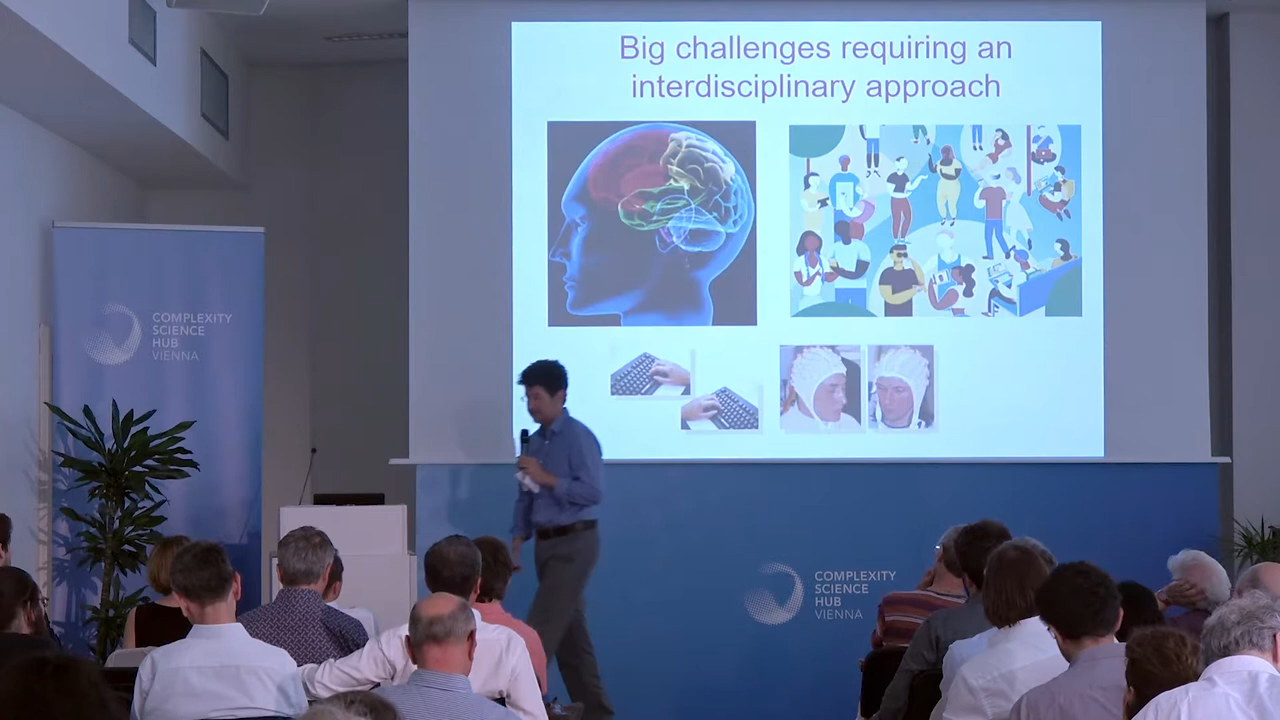 Big challenges requiring an
interdisciplinary approach
COMPLEXITY
SCIENCE
HUB
VIENNA
COMPLEXITY
SCIENCE
HUB
VIENNA